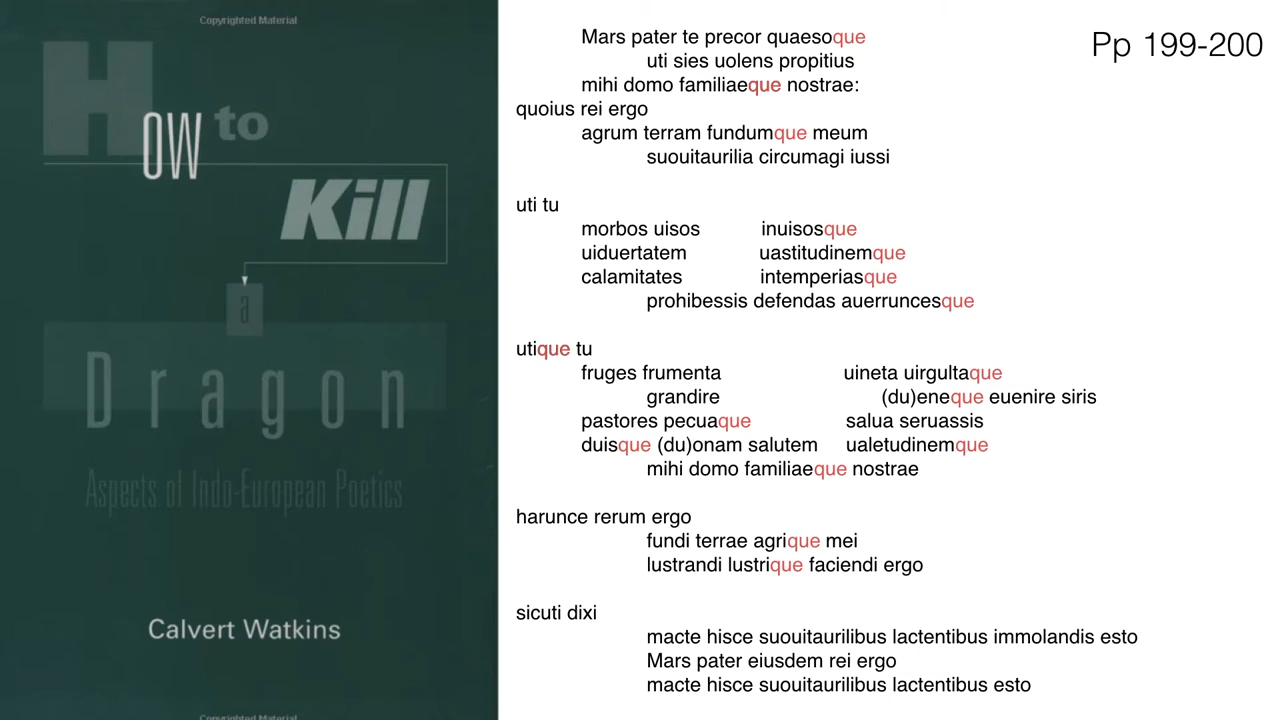 Copyrighted Material
How to
Kill
a
Dragon
Aspects of Indo-European Poetics
Calvert Watkins
Copyrighted Material
Pp 199-200
Mars pater te precor quaesoque
uti sies uolens propitius
mihi domo familiaeque nostrae:
quoius rei ergo
agrum terram fundumque meum
suouitaurilia circumagi iussi
uti tu
morbos uisos inuisosque
uiduertatem uastitudinemque
calamitates intemperiasque
prohibessis defendas auerruncesque
utique tu
fruges frumenta uineta uirgultaque
grandire (du)eneque euenire siris
pastores pecuaque salua seruassis
duisque (du)onam salutem ualetudinemque
mihi domo familiaeque nostrae
harunce rerum ergo
fundi terrae agrique mei
lustrandi lustrique faciendi ergo
sicuti dixi
macte hisce suouitaurilibus lactentibus immolandis esto
Mars pater eiusdem rei ergo
macte hisce suouitaurilibus lactentibus esto